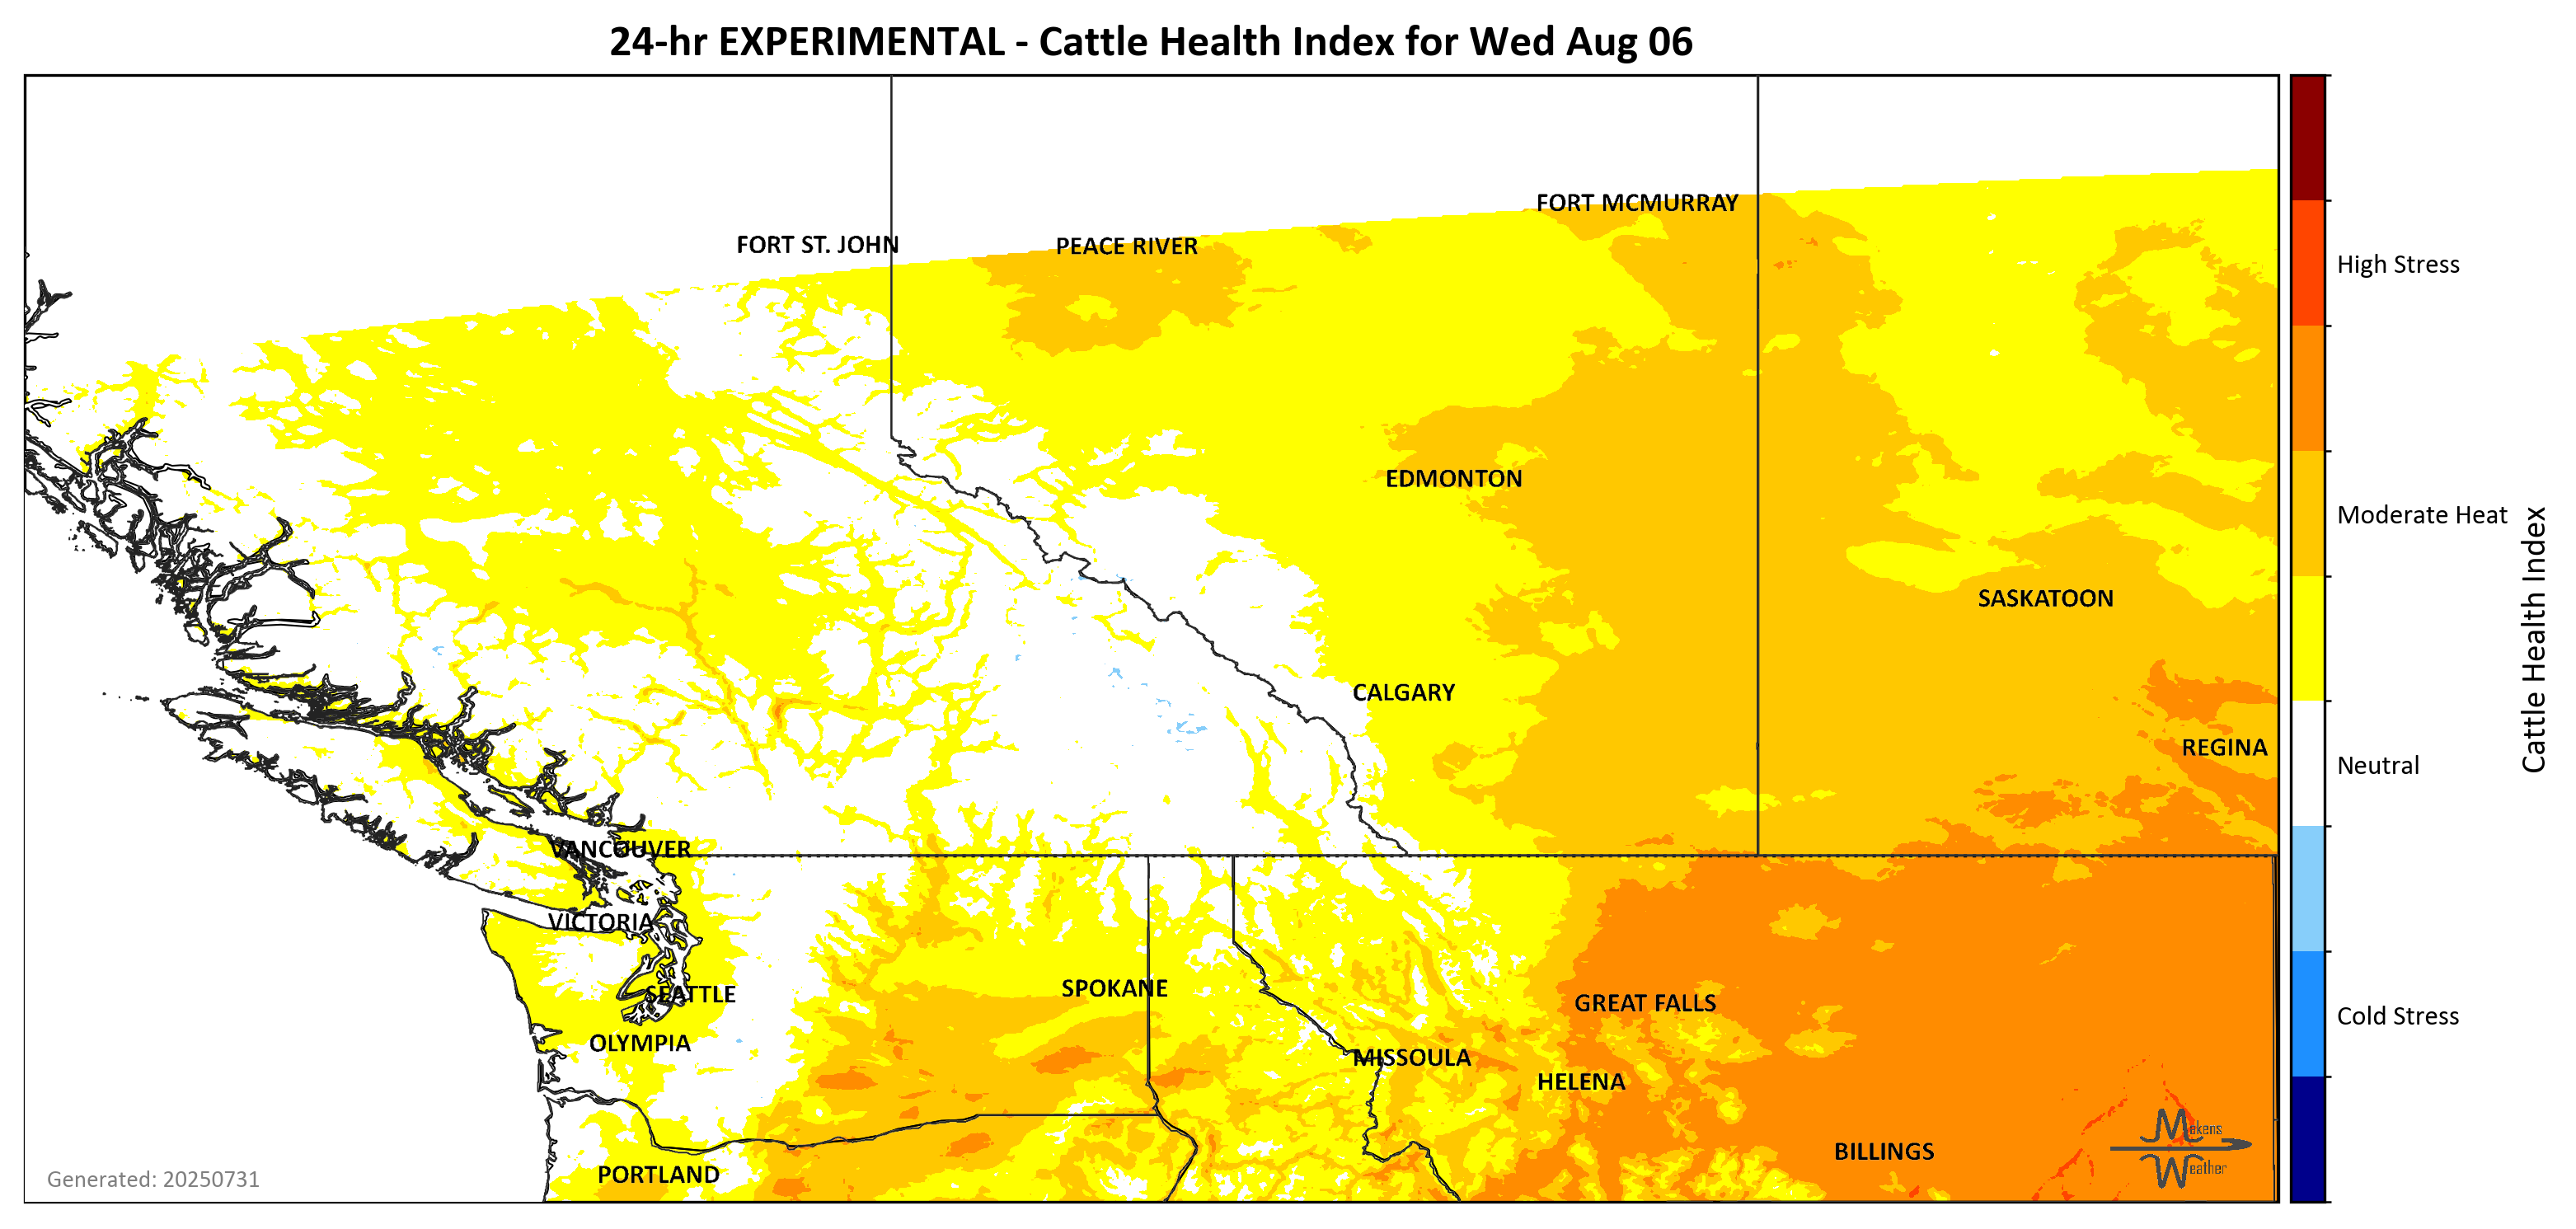 24-hr EXPERIMENTAL - Cattle Health Index for Wed Aug 06
FORT MCMURRAY
FORT ST. JOHN
PEACE RIVER
High Stress
EDMONTON
Moderate Heat
SASKATOON
CALGARY
REGINA
Neutral
Cattle Health Index
VANCOUVER
VICTORIA
SPOKANE
SEATTLE
GREAT FALLS
Cold Stress
OLYMPIA
MISSOULA
HELENA
Mekens
BILLINGS
Weather
PORTLAND
Generated: 20250731